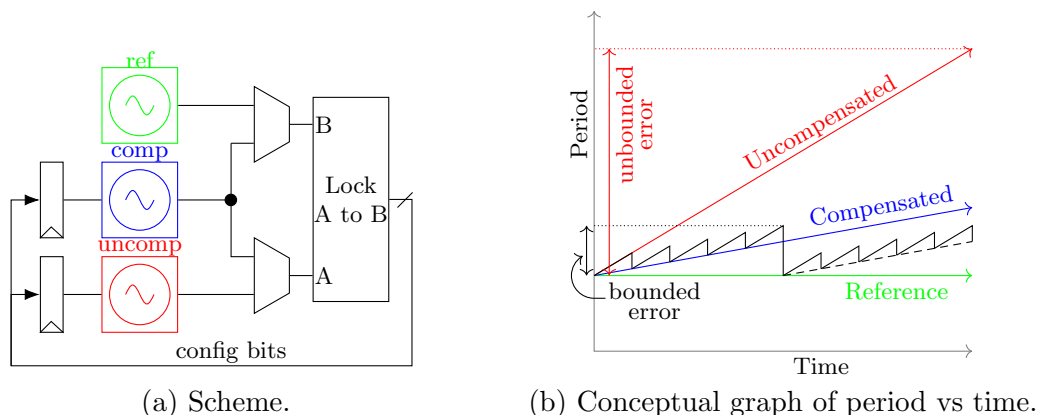 ref
comp
uncomp
B
Lock
A to B
A
config bits
(a) Scheme.
Period
unbounded
error
Uncompensated
Compensated
Reference
bounded
error
Time
(b) Conceptual graph of period vs time.